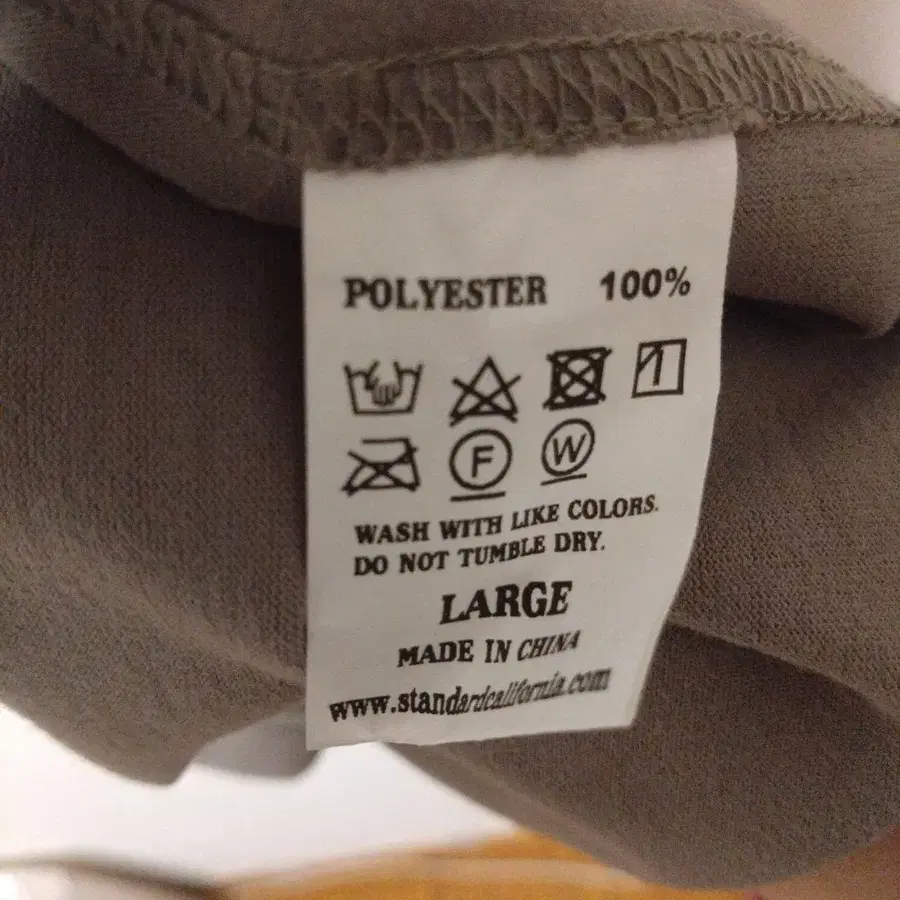 POLYESTER 100%
F W
WASH WITH LIKE COLORS.
DO NOT TUMBLE DRY.
LARGE
MADE IN CHINA
www.standardcalifornia.com